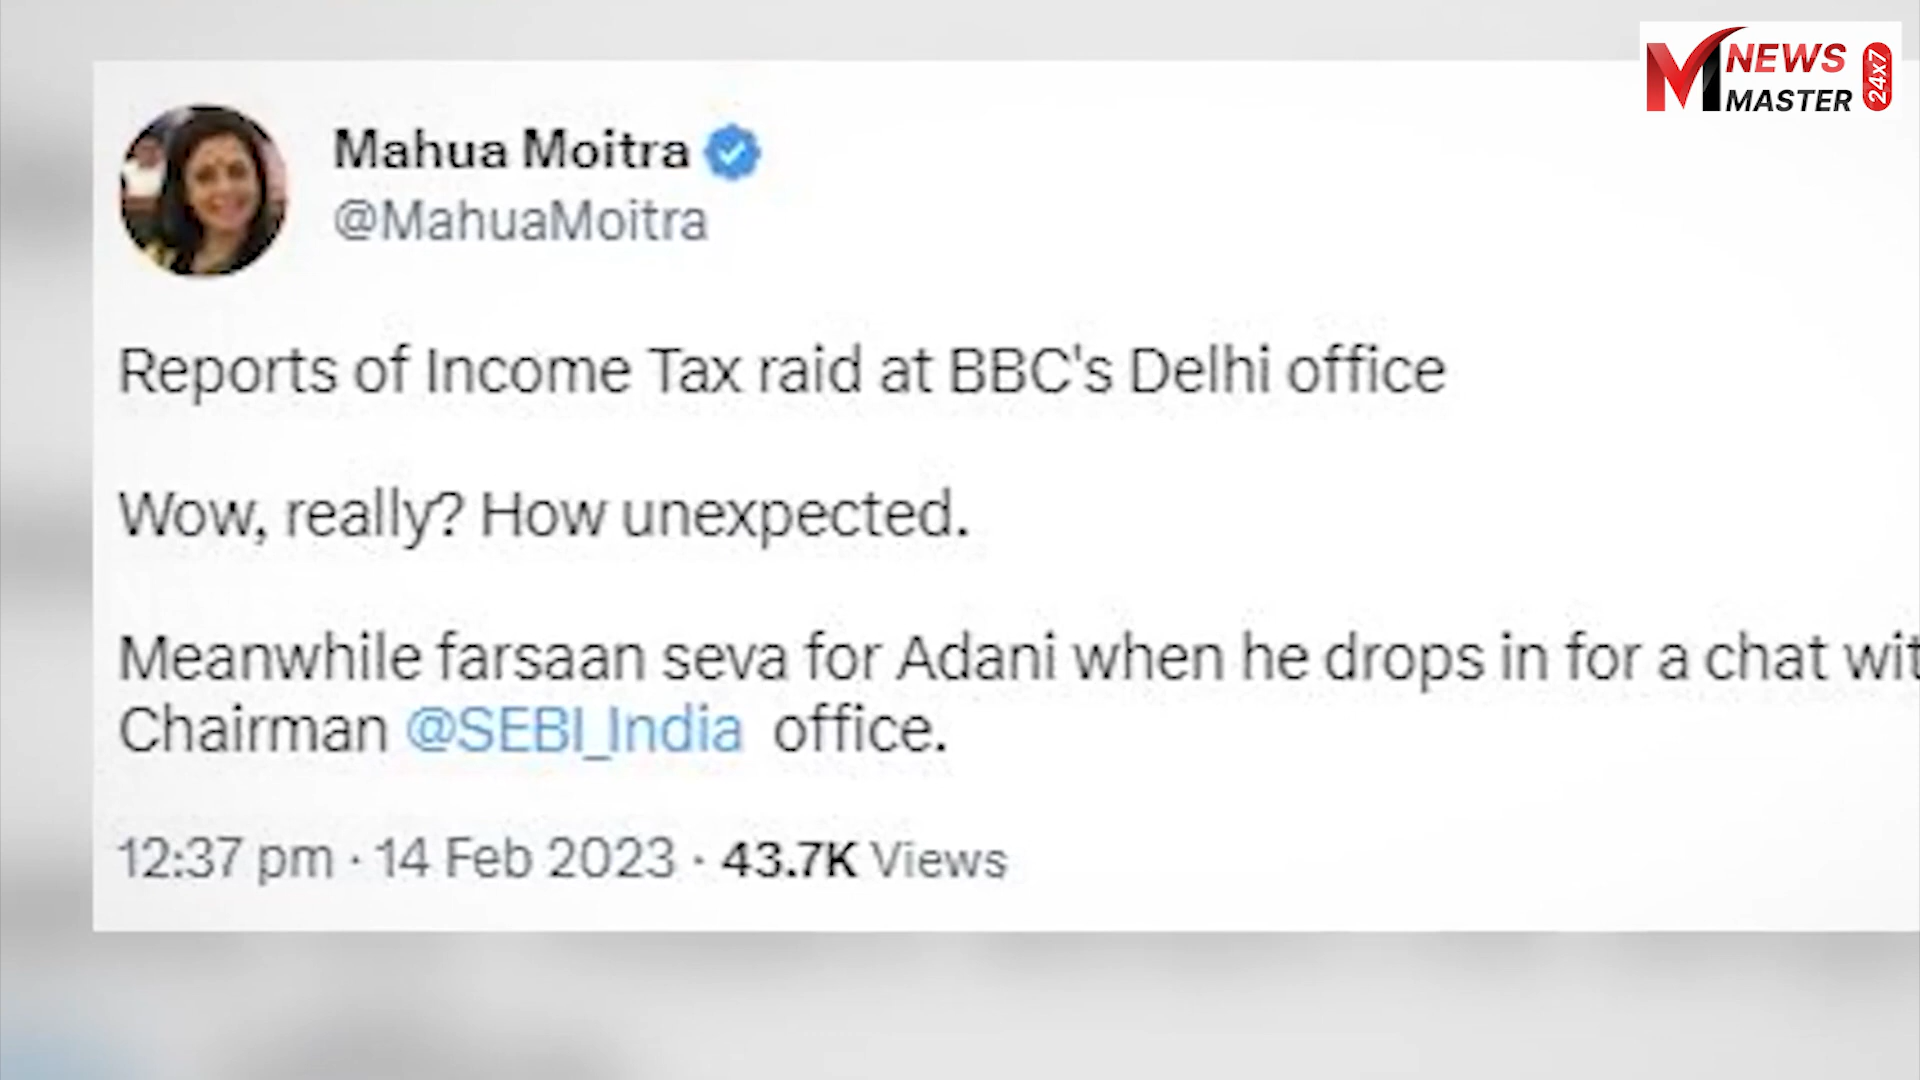 NEWS
MASTER
24x7
Mahua Moitra
@MahuaMoitra
Reports of Income Tax raid at BBC's Delhi office
Wow, really? How unexpected.
Meanwhile farsaan seva for Adani when he drops in for a chat wit
Chairman @SEBI_India office.
12:37 pm · 14 Feb 2023 · 43.7K Views